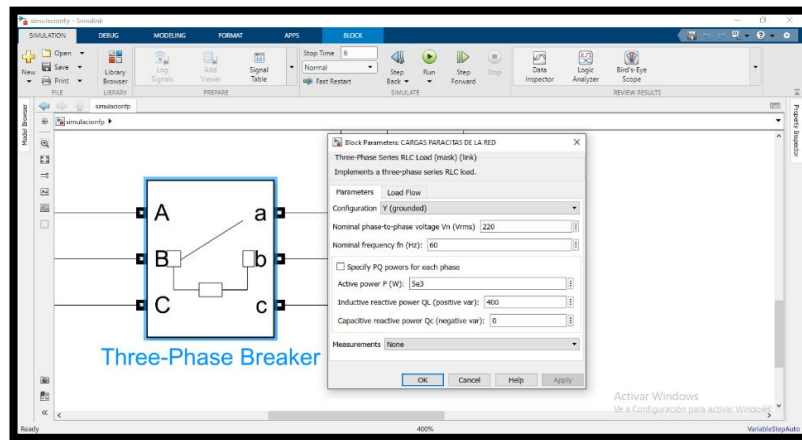 simulacionfp - Simulink
SIMULATION DEBUG MODELING FORMAT APPS BLOCK
New
Open
Save
Print
FILE
Library Browser
LIBRARY
Log Signals
Add Viewer
Signal Table
PREPARE
Stop Time 6
Normal
Fast Restart
Step Back
Run
Step Forward
Stop
SIMULATE
Data Inspector
Logic Analyzer
Bird's-Eye Scope
REVIEW RESULTS
simulacionfp
simulacionfp
Model Browser
Property Inspector
A a
B b
C c
Three-Phase Breaker
Block Parameters: CARGAS PARACITAS DE LA RED
Three-Phase Series RLC Load (mask) (link)
Implements a three-phase series RLC load.
Parameters Load Flow
Configuration Y (grounded)
Nominal phase-to-phase voltage Vn (Vrms) 220
Nominal frequency fn (Hz): 60
Specify PQ powers for each phase
Active power P (W): 5e3
Inductive reactive power QL (positive var): 400
Capacitive reactive power Qc (negative var): 0
Measurements None
OK Cancel Help Apply
Activar Windows
Ve a Configuración para activar Windows.
Ready 400% VariableStepAuto